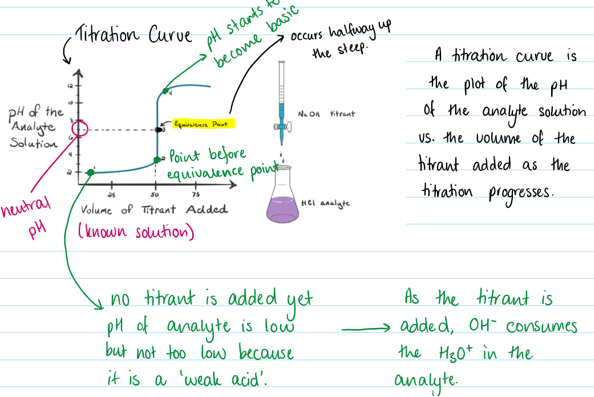 Titration Curve
pH starts to
become basic
occurs halfway up
the steep.
pH of the
Analyte
Solution
12
10
8
6
4
2
Equivalence Point
Point before
equivalence point
25
50
75
Volume of Titrant Added
(known solution)
neutral
pH
NaOH titrant
HCl analyte
A titration curve is
the plot of the pH
of the analyte solution
vs. the volume of the
titrant added as the
titration progresses.
no titrant is added yet
pH of analyte is low
but not too low because
it is a 'weak acid'.
As the titrant is
added, OH- consumes
the H3O+ in the
analyte.